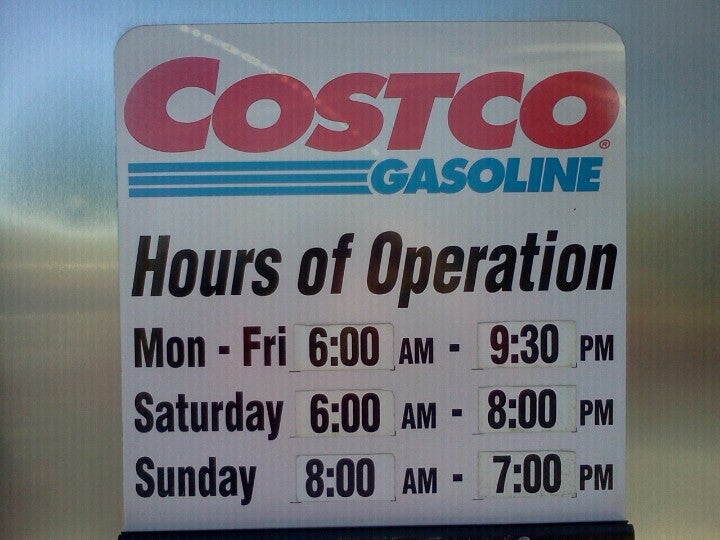 COSTCO®
GASOLINE
Hours of Operation
Mon - Fri 6:00 AM - 9:30 PM
Saturday 6:00 AM - 8:00 PM
Sunday 8:00 AM - 7:00 PM